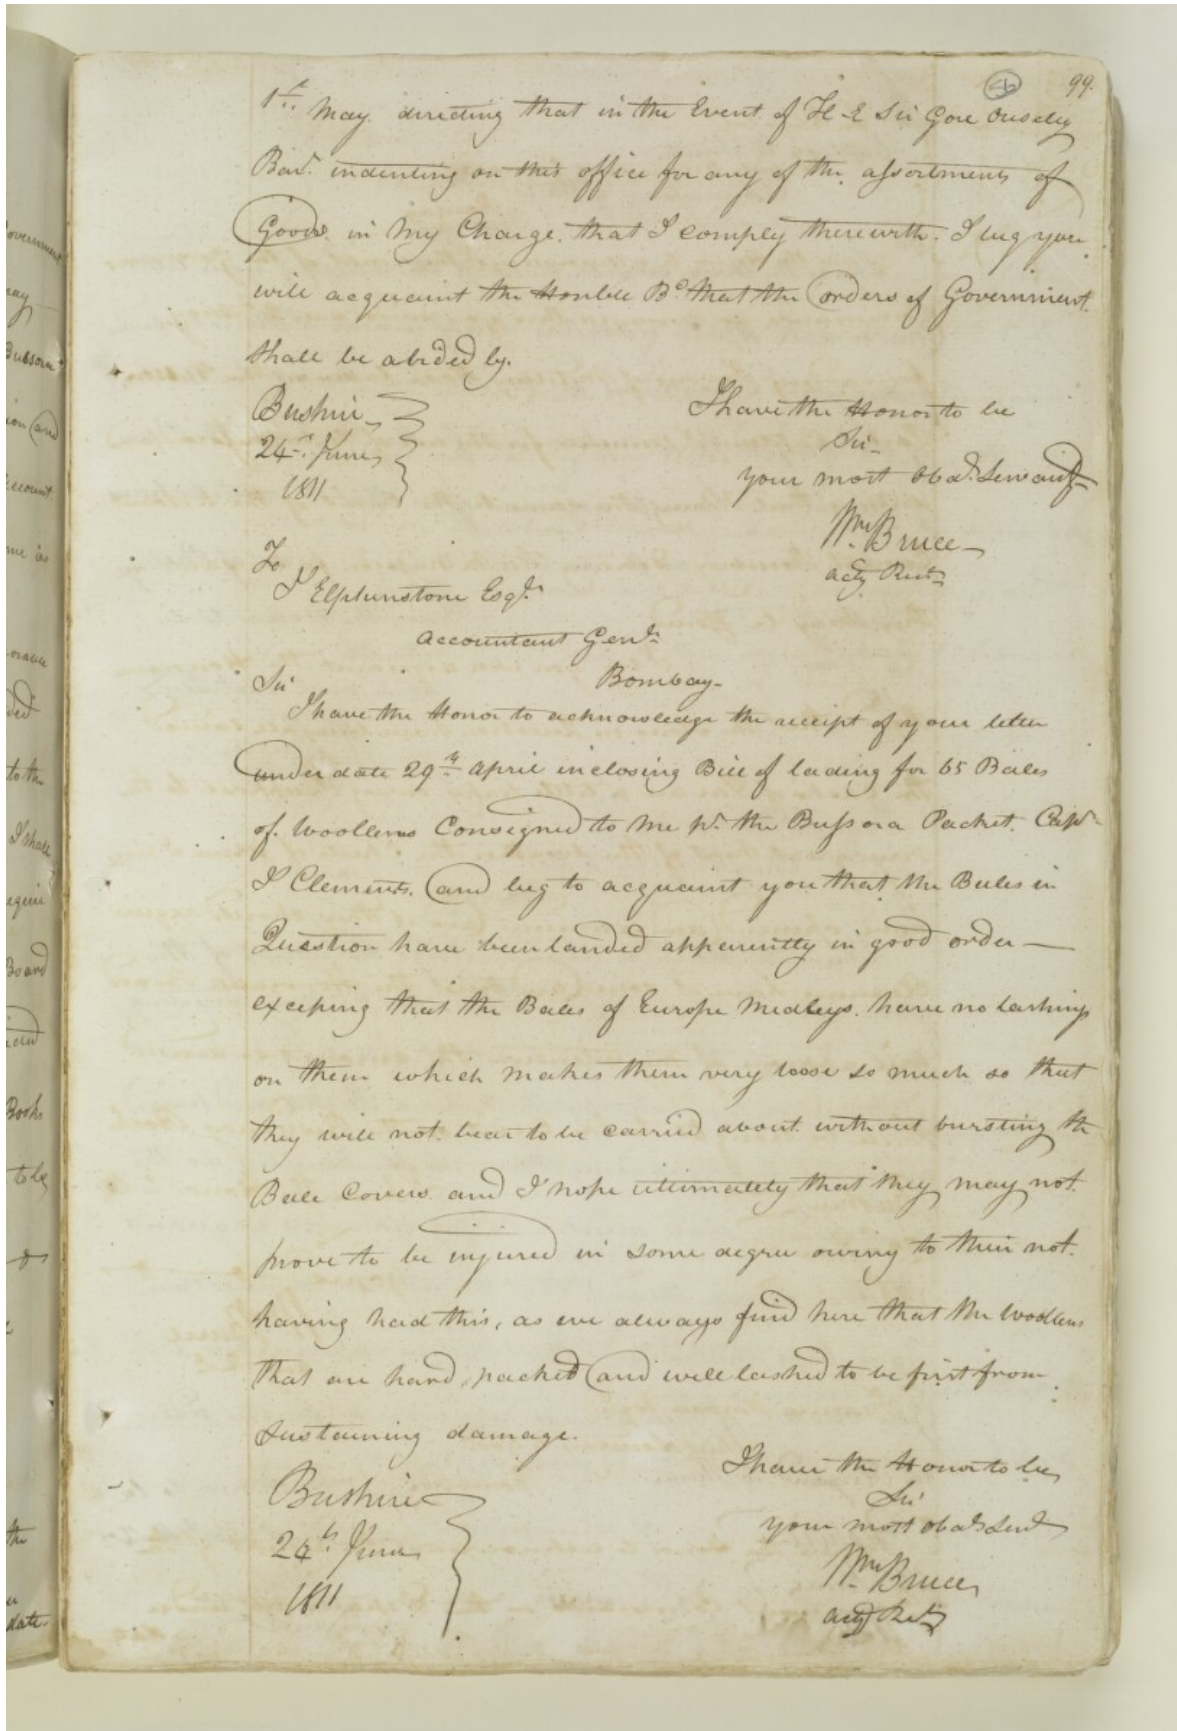 99.
1st May directing that in the Event of H E Sir Gore Ouseley
Bart. indenting on this office for any of the assortments of
Goods in My Charge that I comply therewith. I beg you
will acquaint the Honble Bd. that the orders of Government
shall be abided by.
Bushire
24th June
1811
I have the Honor to be
Sir
your most obdt. Servant
Wm. Bruce
actg Rest
To
J Elphinstone Esqr.
Accountant Genl.
Bombay
Sir
I have the Honor to acknowledge the receipt of your letter
under date 29th April inclosing Bill of lading for 65 Bales
of Woollens Consigned to Me pr. the Bussora Packet Captn
J Clements and beg to acquaint you that the Bales in
Question have been landed apparently in good order
exceping that the Bales of Europe Medleys have no lashings
on them which makes them very loose so much so that
they will not bear to be carried about without bursting the
Bale Covers and I hope ultimately that they may not
prove to be injured in some degree owing to their not
having had this, as we always find here that the Woollens
that are hard packed and well lashed to be from
sustaining damage.
I have the Honor to be
Sir
your most obdt Servt
Wm. Bruce
actg Rest
Bushire
24th June
1811